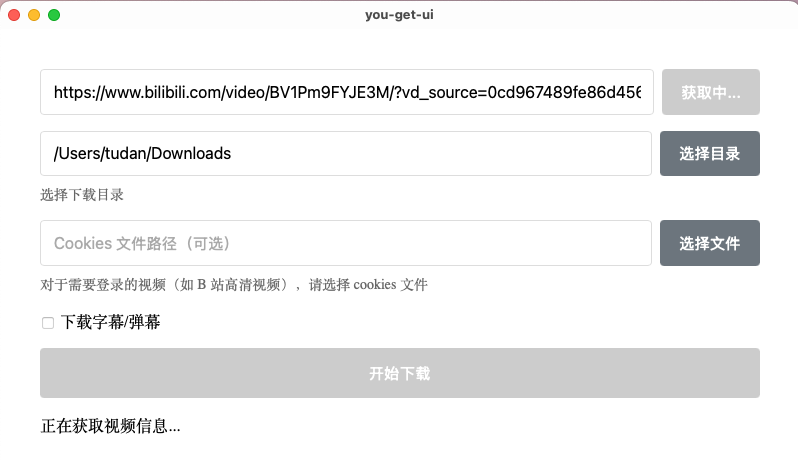 you-get-ui
https://www.bilibili.com/video/BV1Pm9FYJE3M/?vd_source=0cd967489fe86d456
获取中...
/Users/tudan/Downloads
选择目录
选择下载目录
Cookies 文件路径（可选）
选择文件
对于需要登录的视频（如 B 站高清视频），请选择 cookies 文件
下载字幕/弹幕
开始下载
正在获取视频信息...